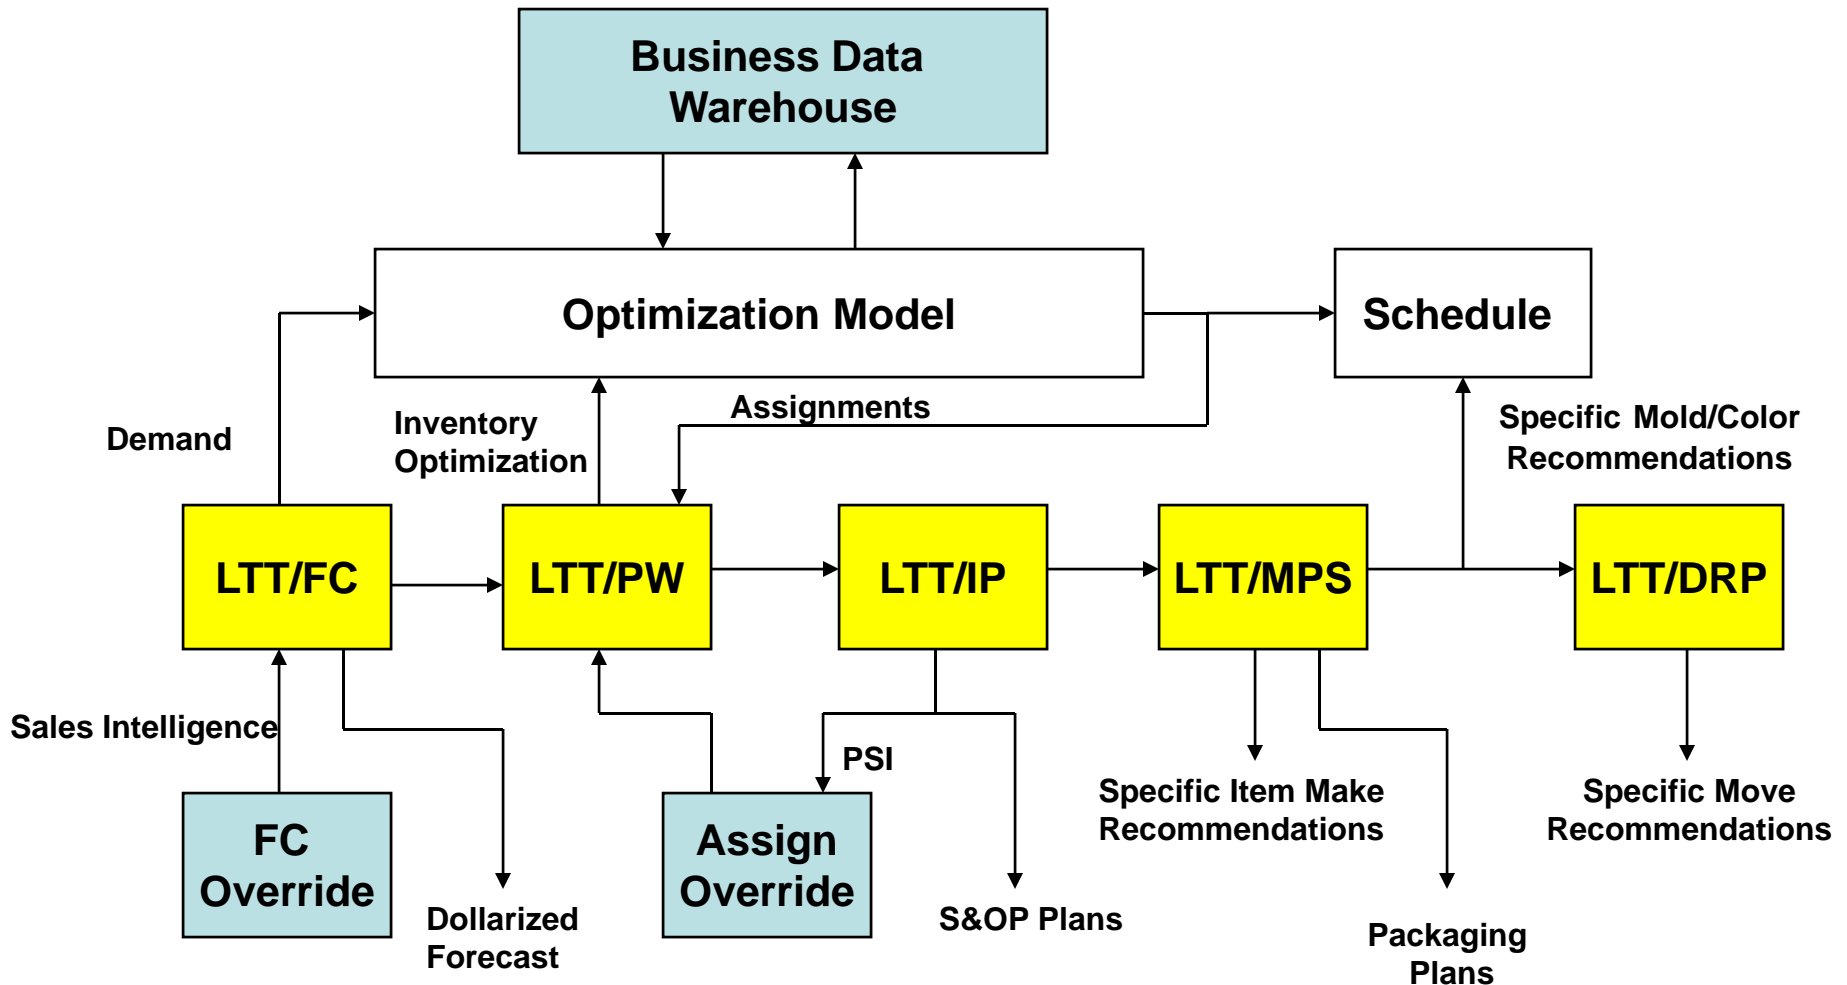 Business Data
Warehouse
Optimization Model
Schedule
Demand
Inventory
Optimization
Assignments
Specific Mold/Color
Recommendations
LTT/FC
LTT/PW
LTT/IP
LTT/MPS
LTT/DRP
Sales Intelligence
PSI
Specific Item Make
Recommendations
Specific Move
Recommendations
FC
Override
Assign
Override
Dollarized
Forecast
S&OP Plans
Packaging
Plans